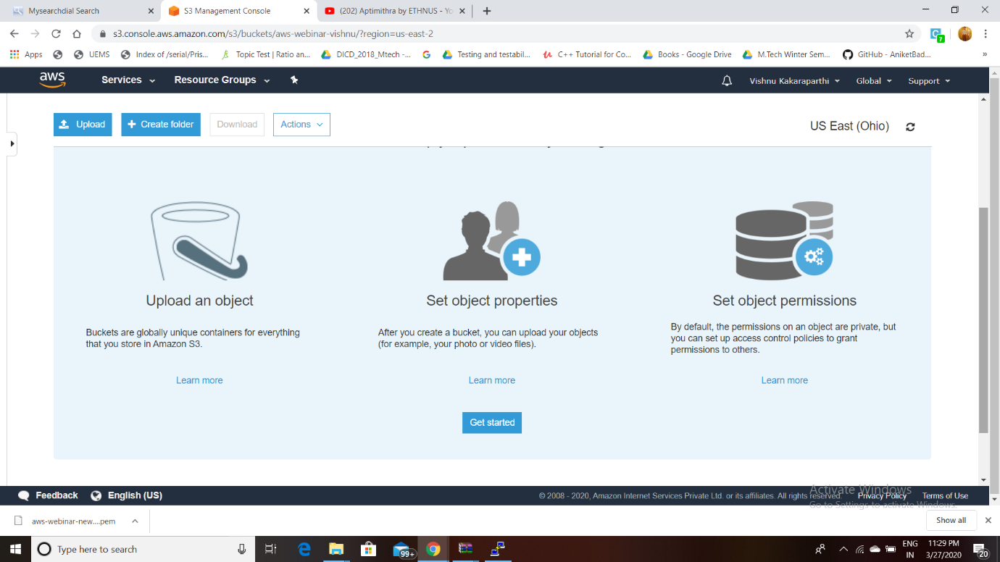 Mysearchdial Search
S3 Management Console
(202) Aptimithra by ETHNUS - Yo
s3.console.aws.amazon.com/s3/buckets/aws-webinar-vishnu/?region=us-east-2
7
Apps
UEMS
Index of /serial/Pris...
Topic Test | Ratio an...
DICD_2018_Mtech -...
Testing and testabil...
C++ Tutorial for Co...
Books - Google Drive
M.Tech Winter Sem...
GitHub - AniketBad...
»
aws
Services
Resource Groups
Vishnu Kakaraparthi
Global
Support
Upload
Create folder
Download
Actions
US East (Ohio)
Upload an object
Buckets are globally unique containers for everything
that you store in Amazon S3.
Learn more
Set object properties
After you create a bucket, you can upload your objects
(for example, your photo or video files).
Learn more
Set object permissions
By default, the permissions on an object are private, but
you can set up access control policies to grant
permissions to others.
Learn more
Get started
Feedback
English (US)
© 2008 - 2020, Amazon Internet Services Private Ltd. or its affiliates. All rights reserved.
Privacy Policy
Terms of Use
Activate Windows
Go to Settings to activate Windows.
aws-webinar-new....pem
Show all
Type here to search
99+
ENG
IN
11:29 PM
3/27/2020
20